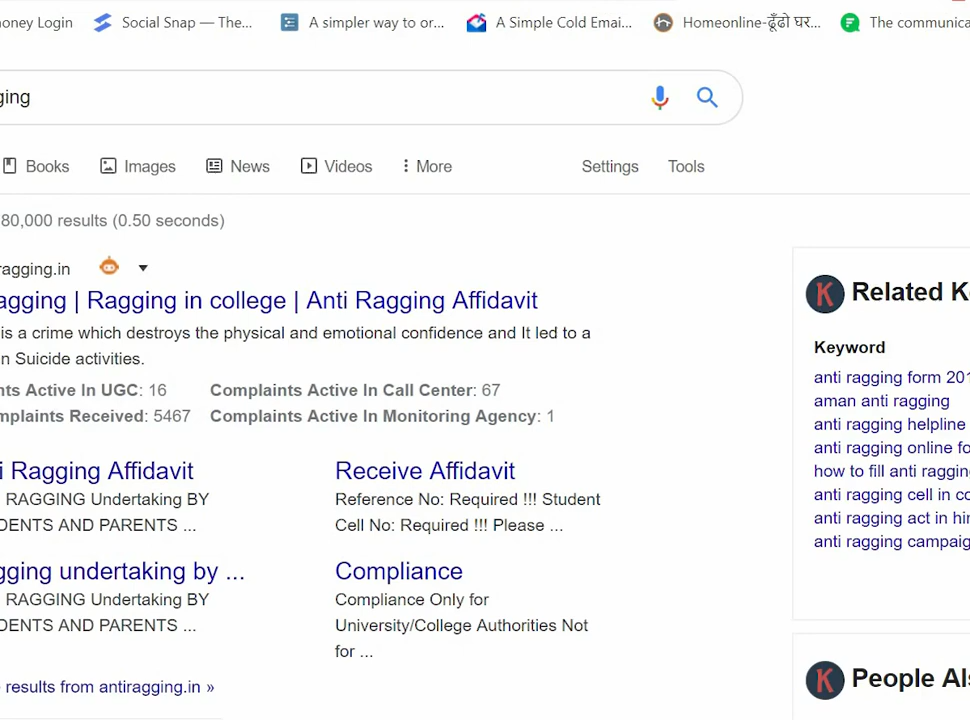 oney Login Social Snap — The... A simpler way to or... A Simple Cold Emai... Homeonline-ढूँढो घर... The communica
ging
Books Images News Videos More Settings Tools
80,000 results (0.50 seconds)
ragging.in
agging | Ragging in college | Anti Ragging Affidavit
is a crime which destroys the physical and emotional confidence and It led to a
n Suicide activities.
nts Active In UGC: 16 Complaints Active In Call Center: 67
mplaints Received: 5467 Complaints Active In Monitoring Agency: 1
i Ragging Affidavit
RAGGING Undertaking BY
DENTS AND PARENTS ...
Receive Affidavit
Reference No: Required !!! Student
Cell No: Required !!! Please ...
gging undertaking by ...
RAGGING Undertaking BY
DENTS AND PARENTS ...
Compliance
Compliance Only for
University/College Authorities Not
for ...
results from antiragging.in »
K Related K
Keyword
anti ragging form 201
aman anti ragging
anti ragging helpline
anti ragging online fo
how to fill anti ragging
anti ragging cell in co
anti ragging act in hin
anti ragging campaig
K People Als